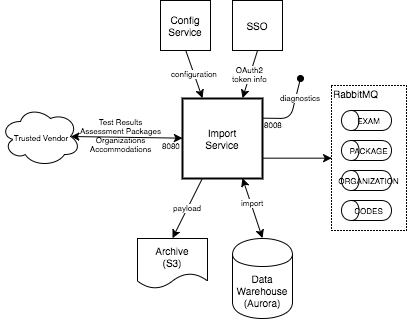 Config
Service
SSO
configuration
OAuth2
token info
diagnostics
RabbitMQ
EXAM
PACKAGE
ORGANIZATION
CODES
Trusted Vendor
Test Results
Assessment Packages
Organizations
Accommodations
8080
Import
Service
8008
payload
import
Archive
(S3)
Data
Warehouse
(Aurora)